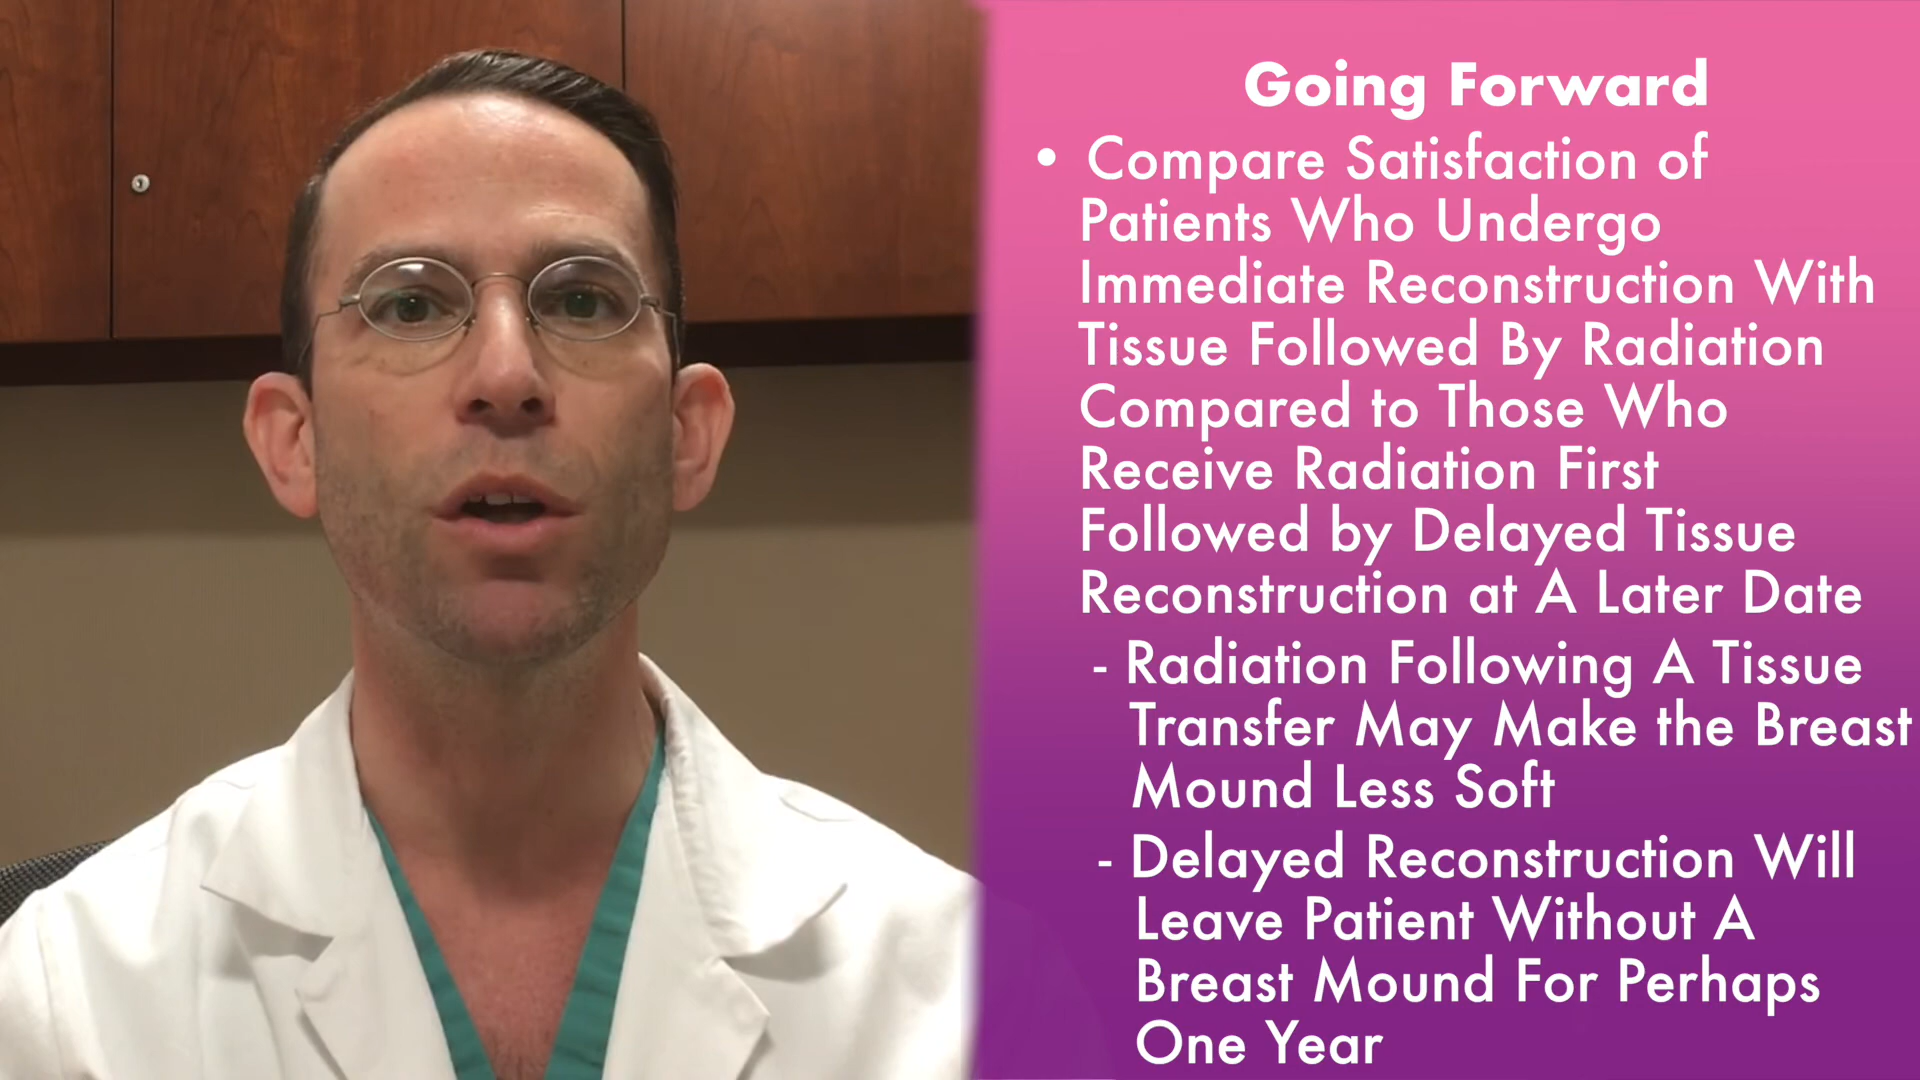 Going Forward
• Compare Satisfaction of
Patients Who Undergo
Immediate Reconstruction With
Tissue Followed By Radiation
Compared to Those Who
Receive Radiation First
Followed by Delayed Tissue
Reconstruction at A Later Date
- Radiation Following A Tissue
Transfer May Make the Breast
Mound Less Soft
- Delayed Reconstruction Will
Leave Patient Without A
Breast Mound For Perhaps
One Year